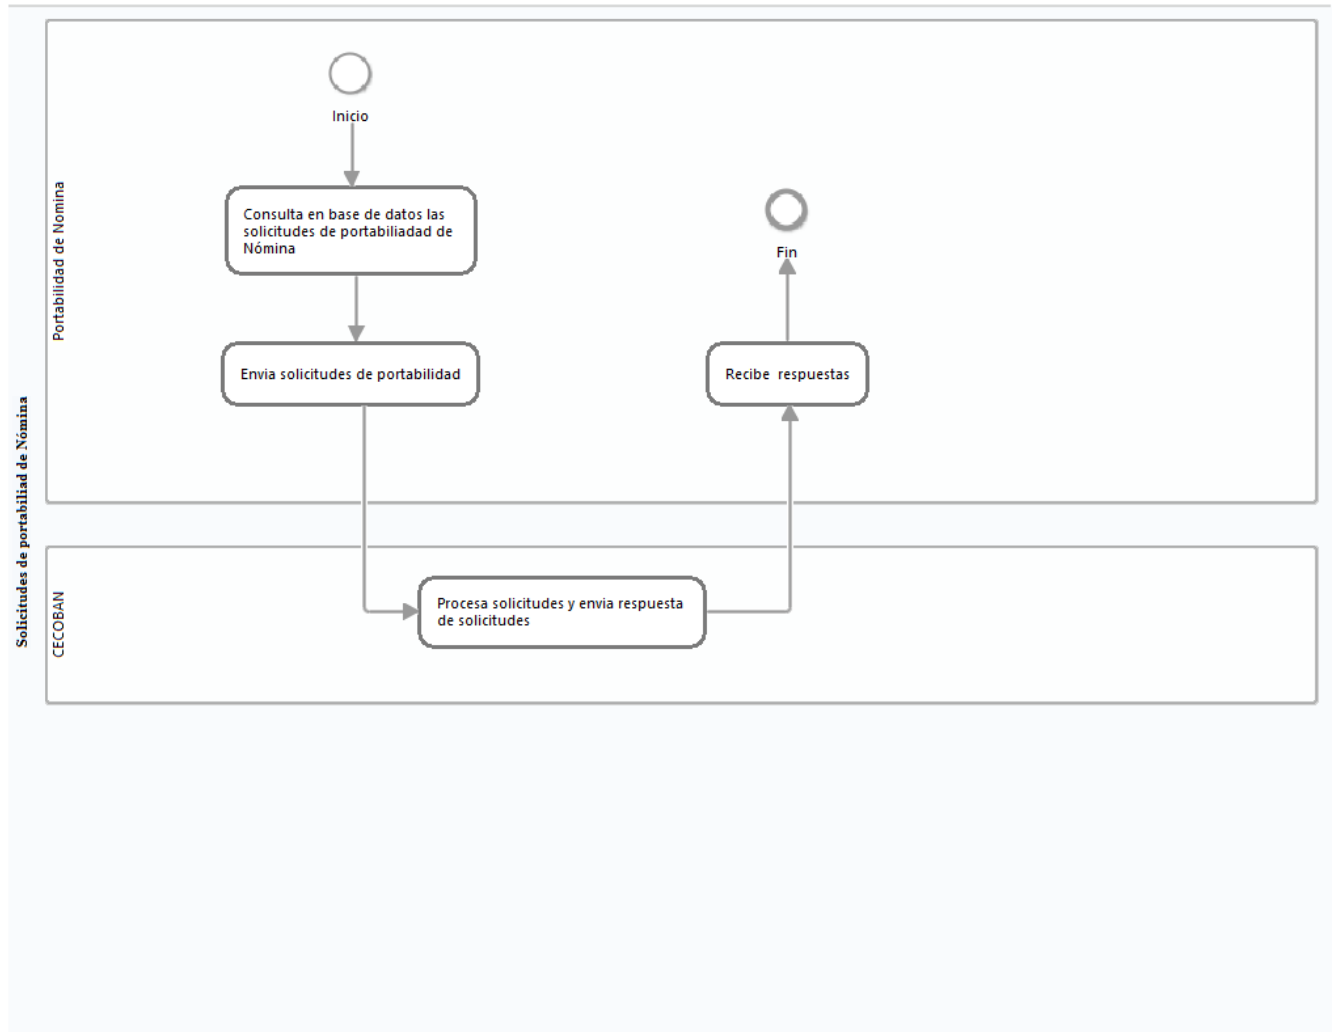 Solicitudes de portabiliad de Nómina
Portabilidad de Nomina
Inicio
Consulta en base de datos las
solicitudes de portabiliadad de
Nómina
Envia solicitudes de portabilidad
Fin
Recibe respuestas
CECOBAN
Procesa solicitudes y envia respuesta
de solicitudes